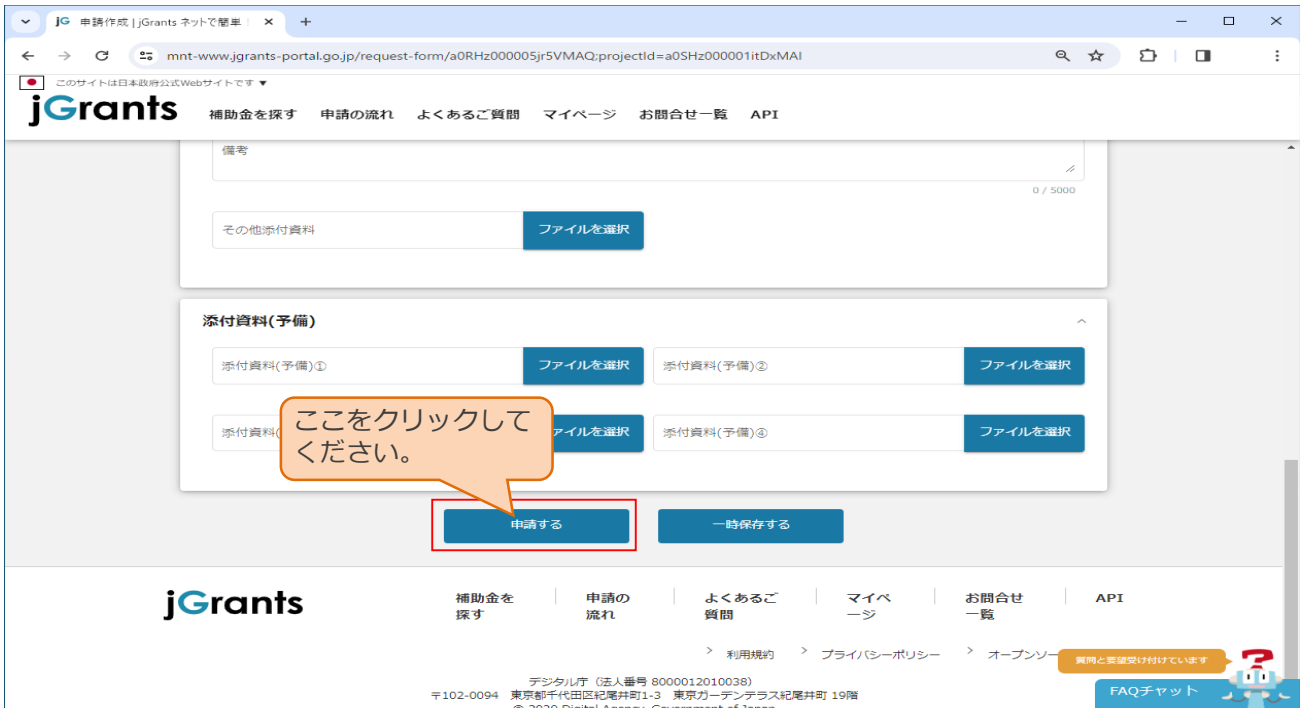 jG 申請作成 | jGrants ネットで簡単！
mnt-www.jgrants-portal.go.jp/request-form/a0RHz000005jr5VMAQ;projectId=a0SHz000001itDxMAI
このサイトは日本政府公式Webサイトです ▼
jGrants
補助金を探す 申請の流れ よくあるご質問 マイページ お問合せ一覧 API
備考
0 / 5000
その他添付資料 ファイルを選択
添付資料(予備)
添付資料(予備)① ファイルを選択 添付資料(予備)② ファイルを選択
添付資料( ァイルを選択 添付資料(予備)④ ファイルを選択
ここをクリックして
ください。
申請する 一時保存する
jGrants
補助金を
探す
申請の
流れ
よくあるご
質問
マイペ
ージ
お問合せ
一覧
API
利用規約 プライバシーポリシー オープンソー
質問と要望受け付けています
デジタル庁（法人番号 8000012010038）
〒102-0094 東京都千代田区紀尾井町1-3 東京ガーデンテラス紀尾井町 19階
FAQチャット